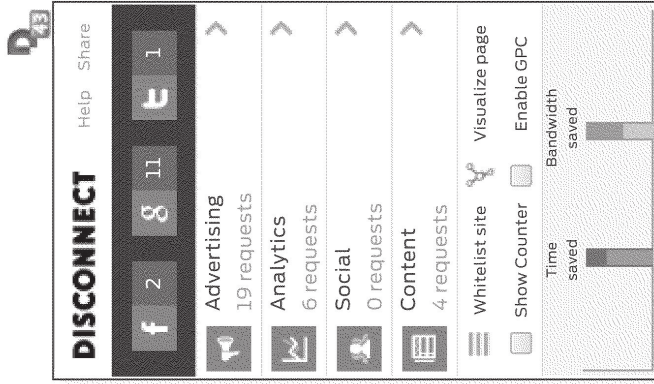 D 43
DISCONNECT Help Share
f 2 g 11 t 1
Advertising
19 requests
Analytics
6 requests
Social
0 requests
Content
4 requests
Whitelist site Visualize page
Show Counter Enable GPC
Time saved Bandwidth saved